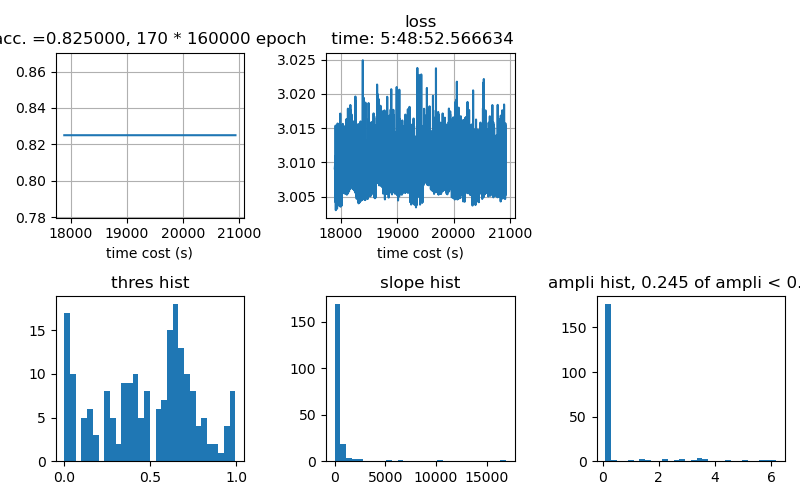 acc. =0.825000, 170 * 160000 epoch
loss
time: 5:48:52.566634
0.86
0.84
0.82
0.80
0.78
18000 19000 20000 21000
time cost (s)
3.025
3.020
3.015
3.010
3.005
18000 19000 20000 21000
time cost (s)
thres hist
15
10
5
0
0.0 0.5 1.0
slope hist
150
100
50
0
0 5000 10000 15000
ampli hist, 0.245 of ampli < 0.
150
100
50
0
0 2 4 6